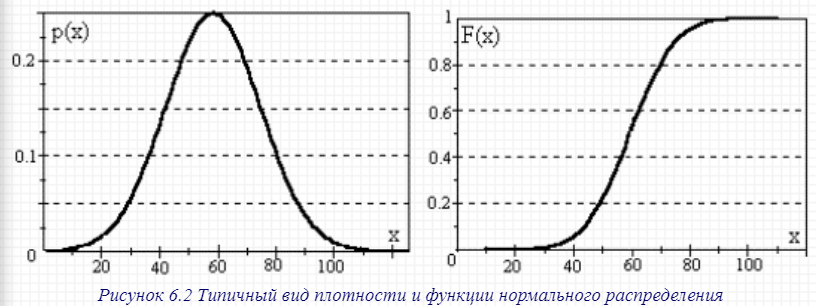 p(x)
0.2
0.1
0
20 40 60 80 100
x
1
F(x)
0.8
0.6
0.4
0.2
0
20 40 60 80 100
x
Рисунок 6.2 Типичный вид плотности и функции нормального распределения